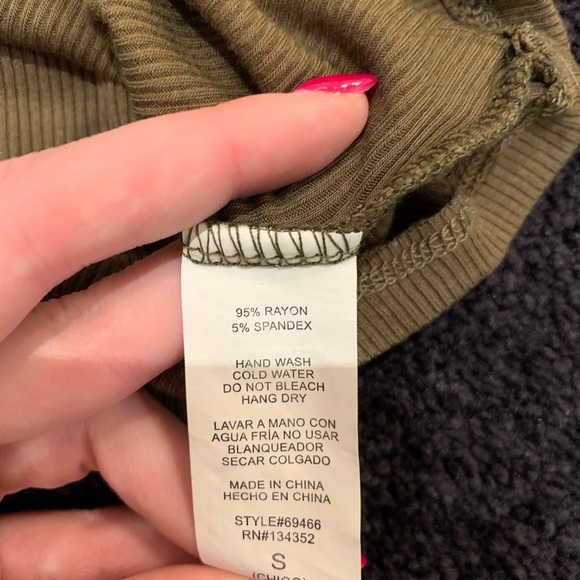 95% RAYON
5% SPANDEX
HAND WASH
COLD WATER
DO NOT BLEACH
HANG DRY
LAVAR A MANO CON
AGUA FRÍA NO USAR
BLANQUEADOR
SECAR COLGADO
MADE IN CHINA
HECHO EN CHINA
STYLE#69466
RN#134352
S
(CHICO)